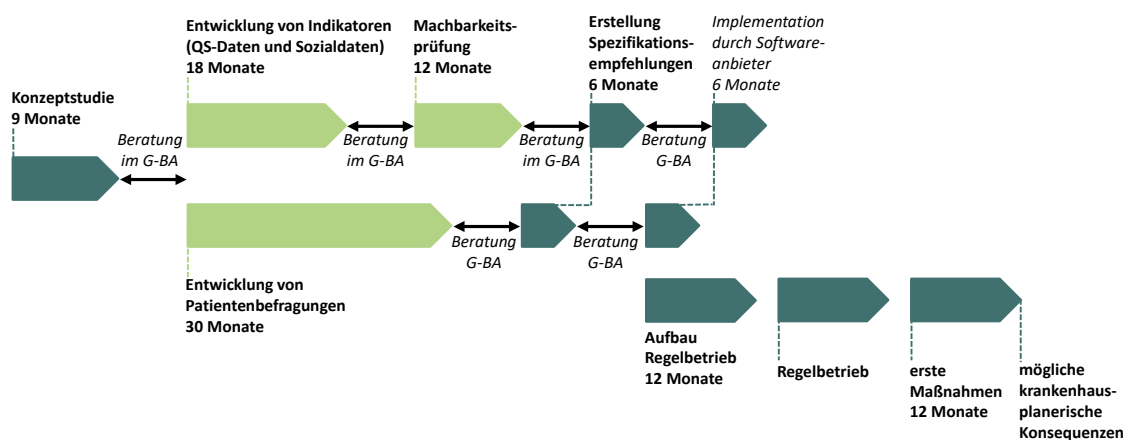 Entwicklung von Indikatoren
(QS-Daten und Sozialdaten)
18 Monate
Machbarkeits-
prüfung
12 Monate
Erstellung
Spezifikations-
empfehlungen
6 Monate
Implementation
durch Software-
anbieter
6 Monate
Konzeptstudie
9 Monate
Beratung
im G-BA
Beratung
im G-BA
Beratung
im G-BA
Beratung
G-BA
Beratung
G-BA
Beratung
G-BA
Entwicklung von
Patientenbefragungen
30 Monate
Aufbau
Regelbetrieb
12 Monate
Regelbetrieb
erste
Maßnahmen
12 Monate
mögliche
krankenhaus-
planerische
Konsequenzen